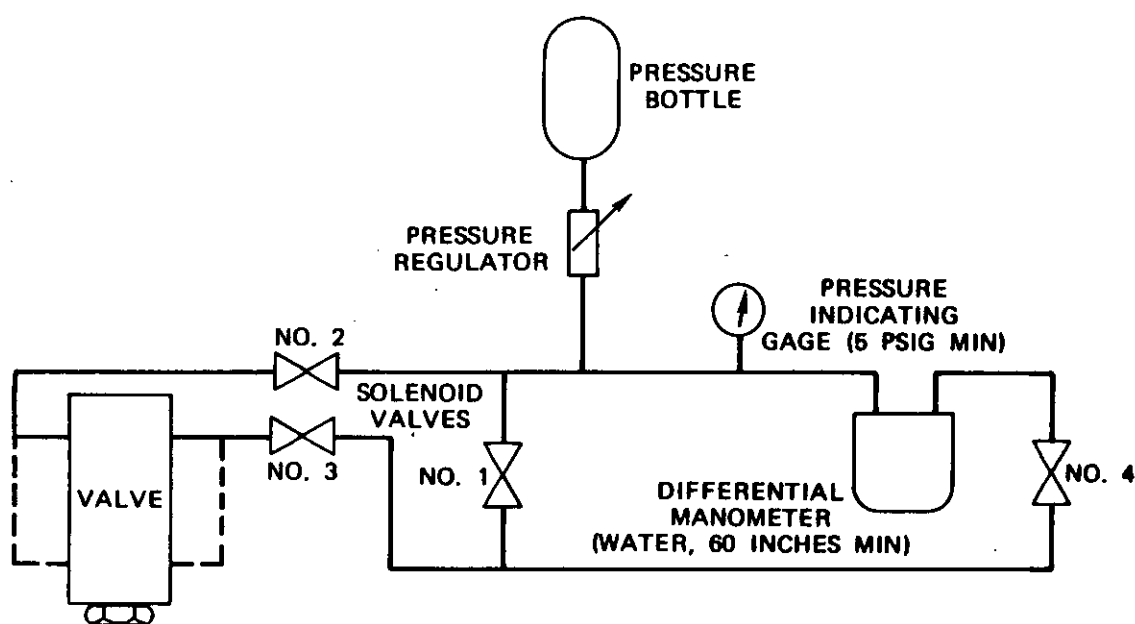 PRESSURE
BOTTLE
PRESSURE
REGULATOR
PRESSURE
INDICATING
GAGE (5 PSIG MIN)
NO. 2
SOLENOID
VALVES
NO. 3
NO. 1
NO. 4
VALVE
DIFFERENTIAL
MANOMETER
(WATER, 60 INCHES MIN)